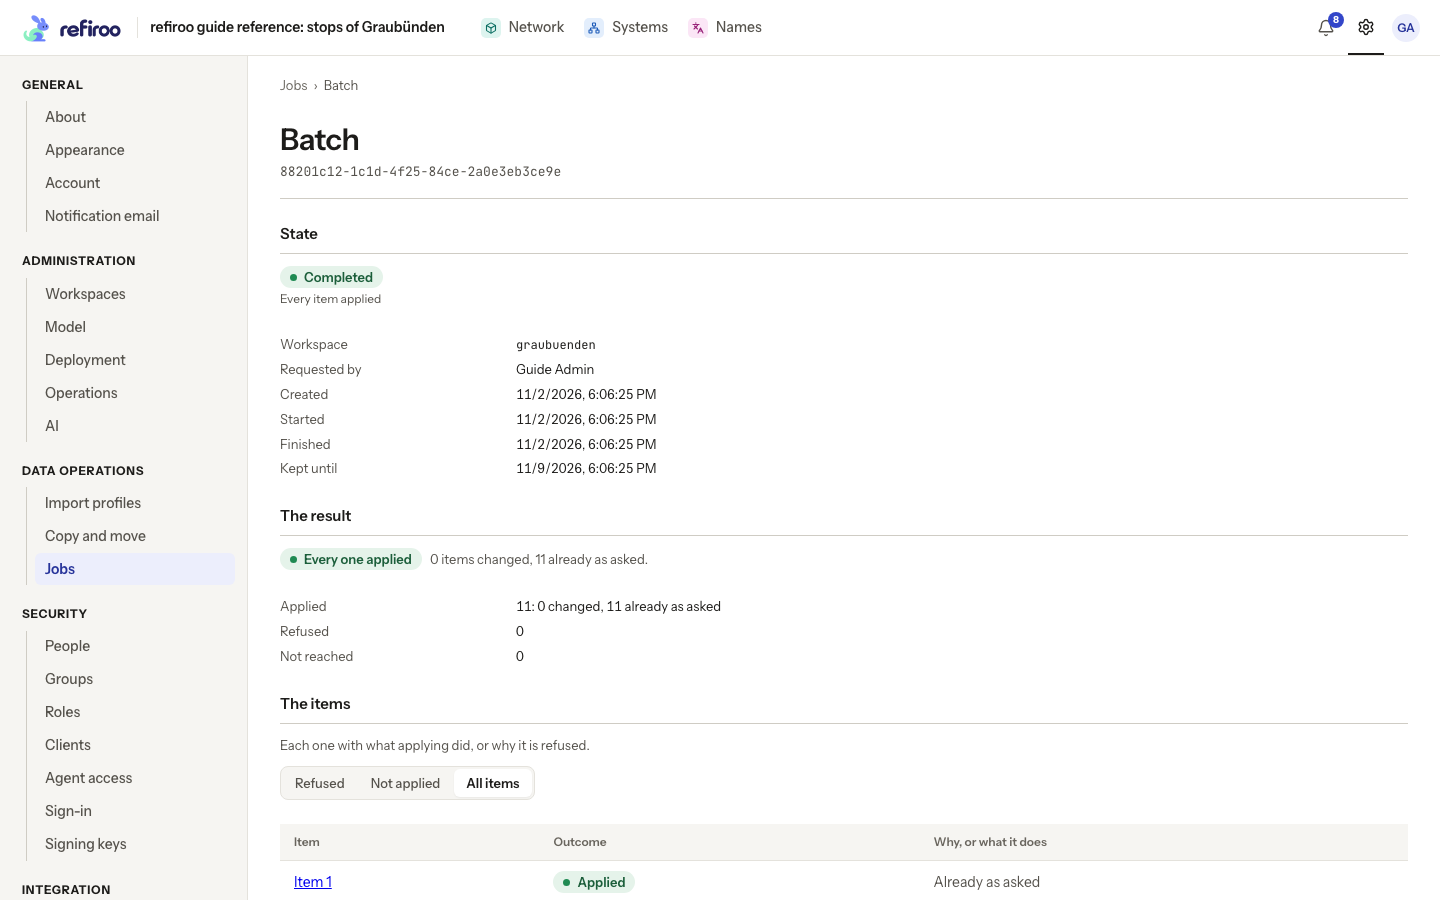 refiroo
refiroo guide reference: stops of Graubünden
Network
Systems
Names
8
GA
GENERAL
About
Appearance
Account
Notification email
ADMINISTRATION
Workspaces
Model
Deployment
Operations
AI
DATA OPERATIONS
Import profiles
Copy and move
Jobs
SECURITY
People
Groups
Roles
Clients
Agent access
Sign-in
Signing keys
INTEGRATION
Jobs › Batch
Batch
88201c12-1c1d-4f25-84ce-2a0e3eb3ce9e
State
Completed
Every item applied
Workspace graubuenden
Requested by Guide Admin
Created 11/2/2026, 6:06:25 PM
Started 11/2/2026, 6:06:25 PM
Finished 11/2/2026, 6:06:25 PM
Kept until 11/9/2026, 6:06:25 PM
The result
Every one applied 0 items changed, 11 already as asked.
Applied 11: 0 changed, 11 already as asked
Refused 0
Not reached 0
The items
Each one with what applying did, or why it is refused.
Refused Not applied All items
Item Outcome Why, or what it does
Item 1 Applied Already as asked